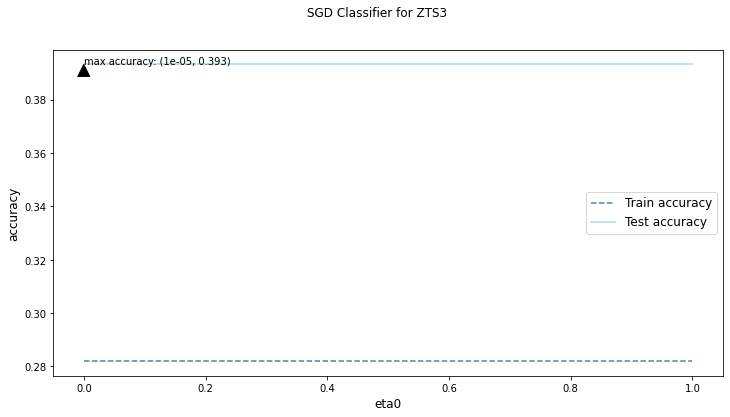 SGD Classifier for ZTS3
max accuracy: (1e-05, 0.393)
0.38
0.36
0.34
0.32
0.30
0.28
accuracy
Train accuracy
Test accuracy
0.0 0.2 0.4 0.6 0.8 1.0
eta0